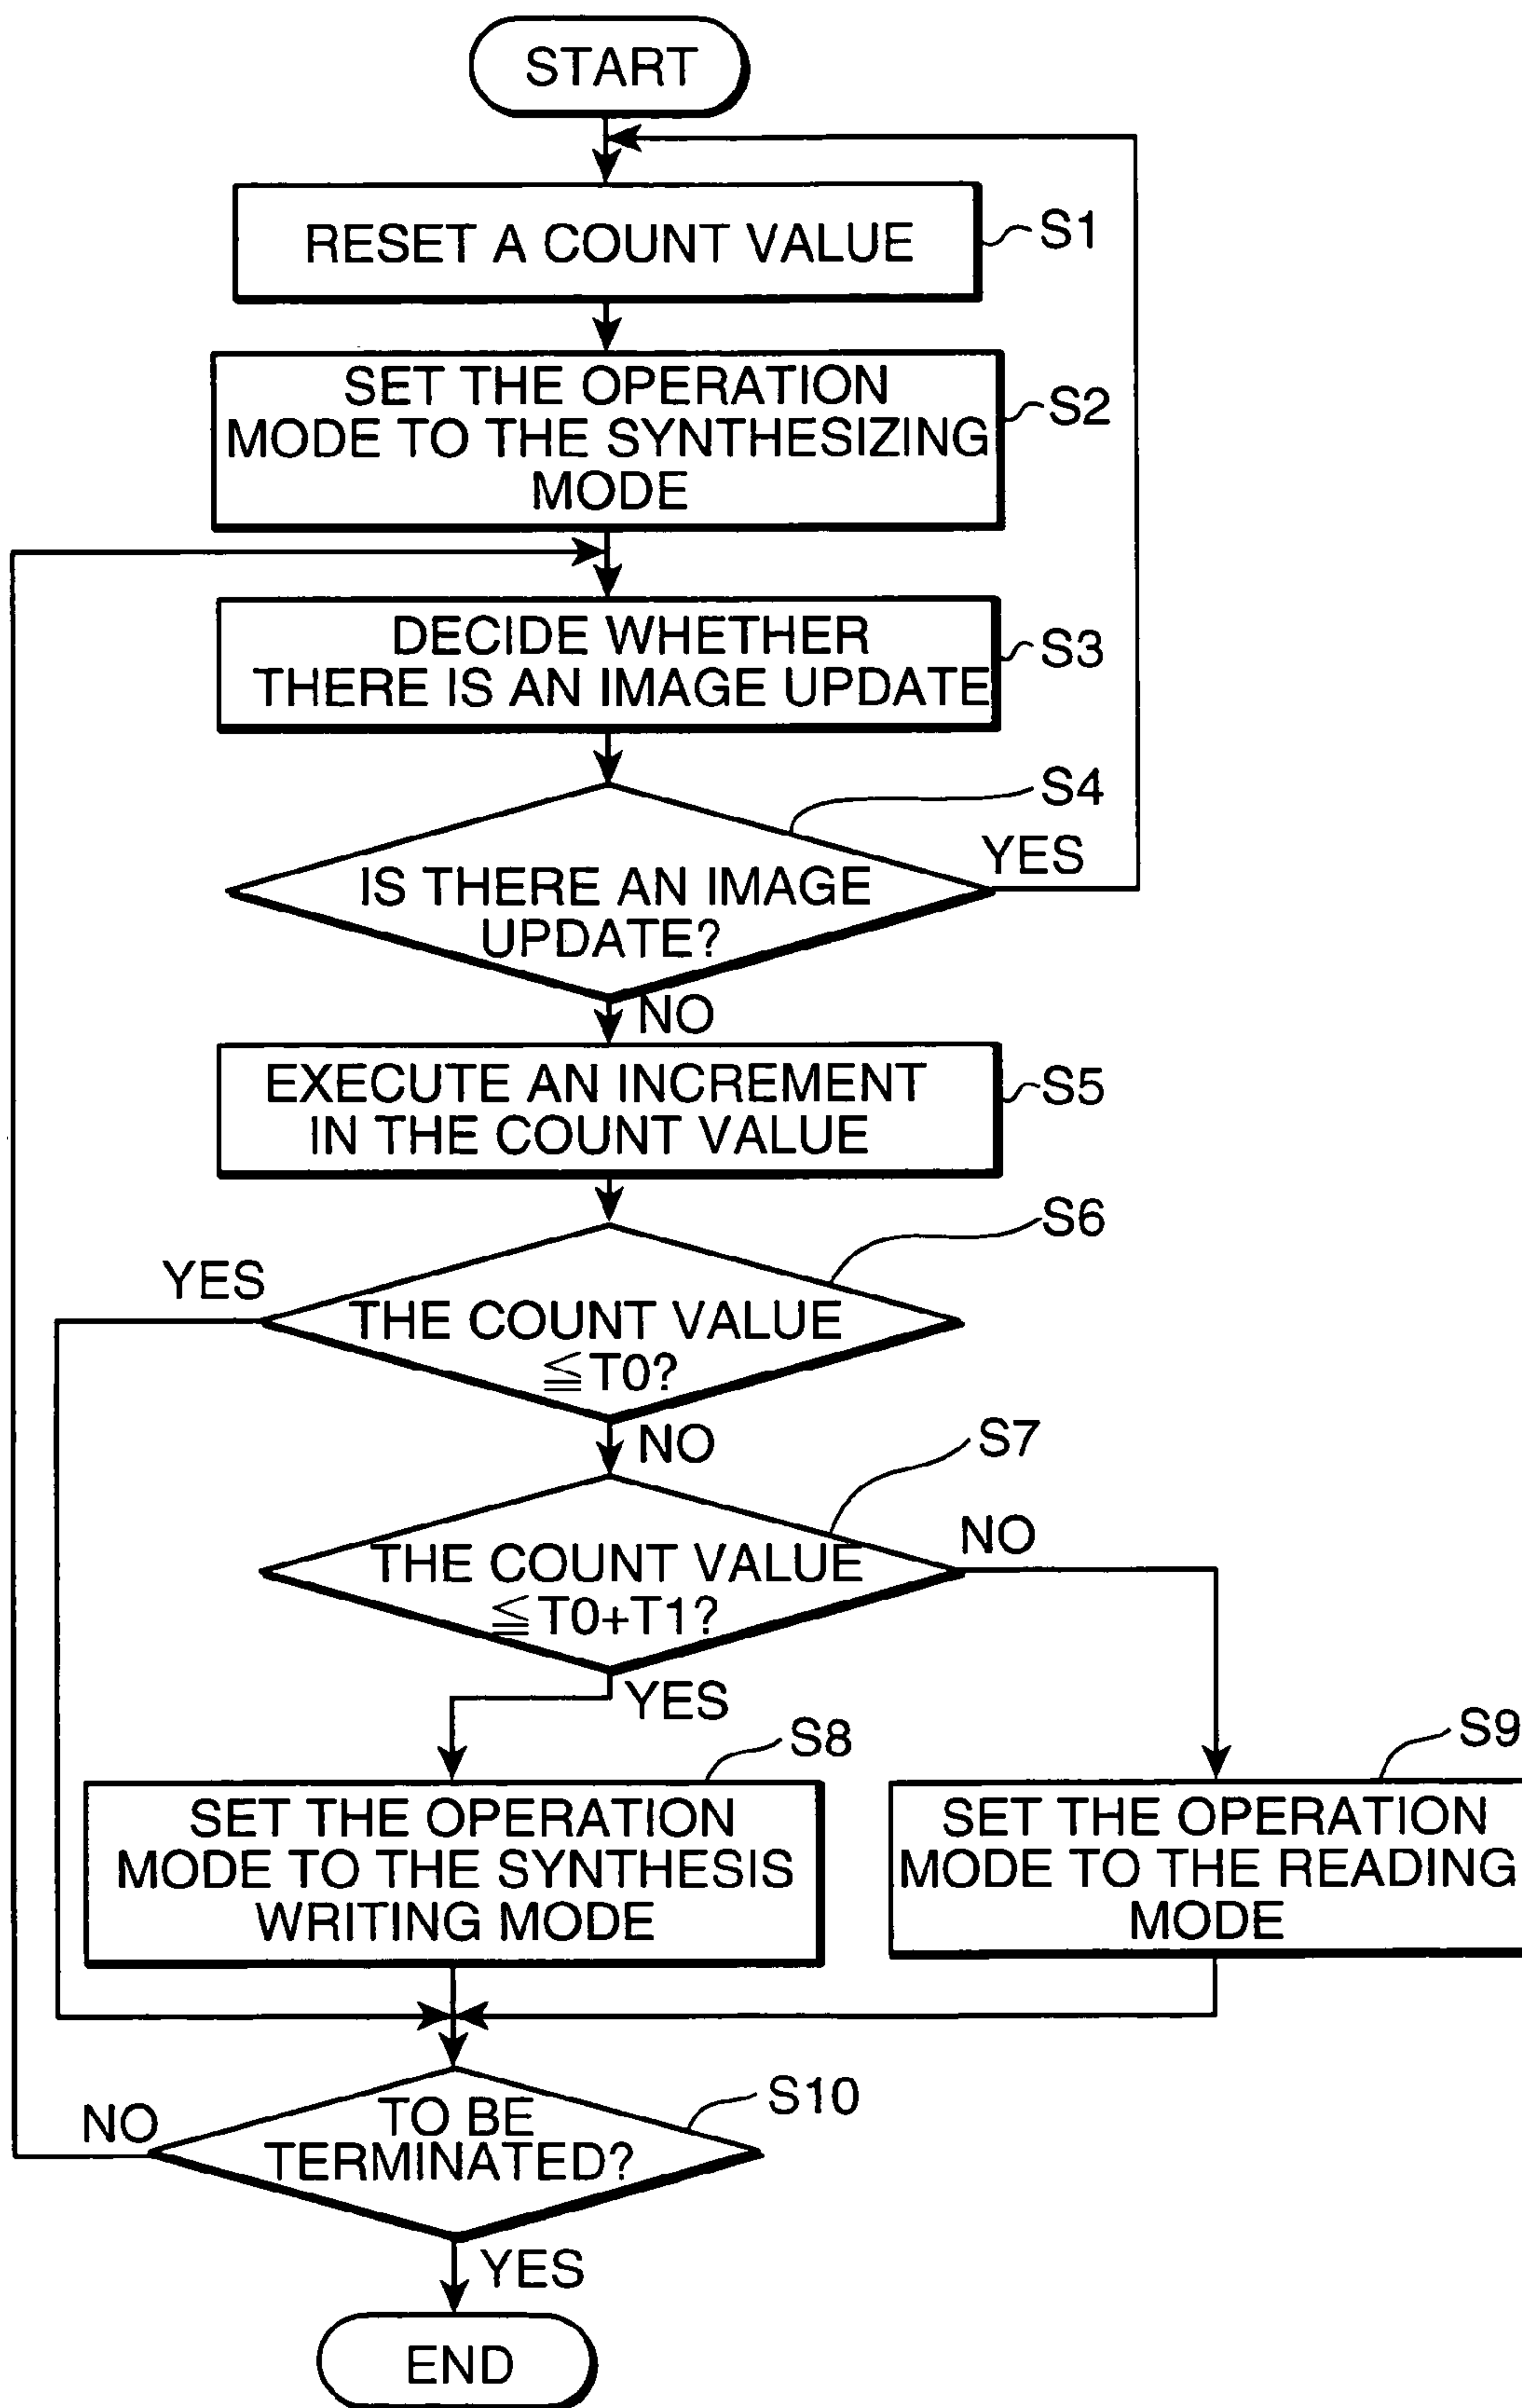 START
RESET A COUNT VALUE
S1
SET THE OPERATION
MODE TO THE SYNTHESIZING
MODE
S2
DECIDE WHETHER
THERE IS AN IMAGE UPDATE
S3
S4
YES
IS THERE AN IMAGE
UPDATE?
NO
EXECUTE AN INCREMENT
IN THE COUNT VALUE
S5
S6
YES
THE COUNT VALUE
≦T0?
NO
S7
NO
THE COUNT VALUE
≦T0+T1?
YES
S8
SET THE OPERATION
MODE TO THE SYNTHESIS
WRITING MODE
S9
SET THE OPERATION
MODE TO THE READING
MODE
S10
NO
TO BE
TERMINATED?
YES
END